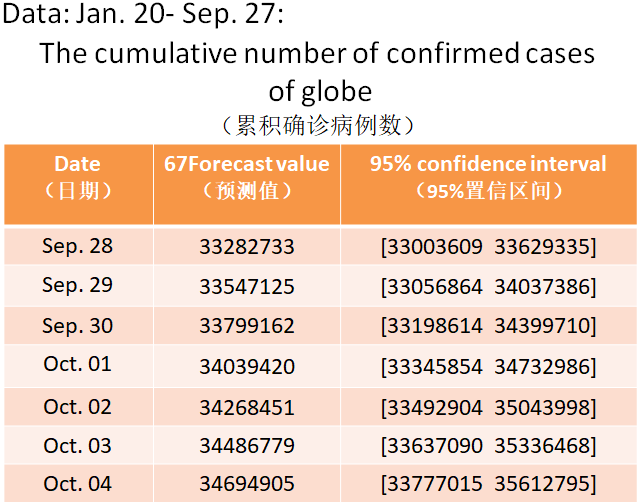 Data: Jan. 20- Sep. 27:
The cumulative number of confirmed cases
of globe
（累积确诊病例数）
Date 67Forecast value 95% confidence interval
（日期） （预测值） （95%置信区间）
Sep. 28 33282733 [33003609 33629335]
Sep. 29 33547125 [33056864 34037386]
Sep. 30 33799162 [33198614 34399710]
Oct. 01 34039420 [33345854 34732986]
Oct. 02 34268451 [33492904 35043998]
Oct. 03 34486779 [33637090 35336468]
Oct. 04 34694905 [33777015 35612795]